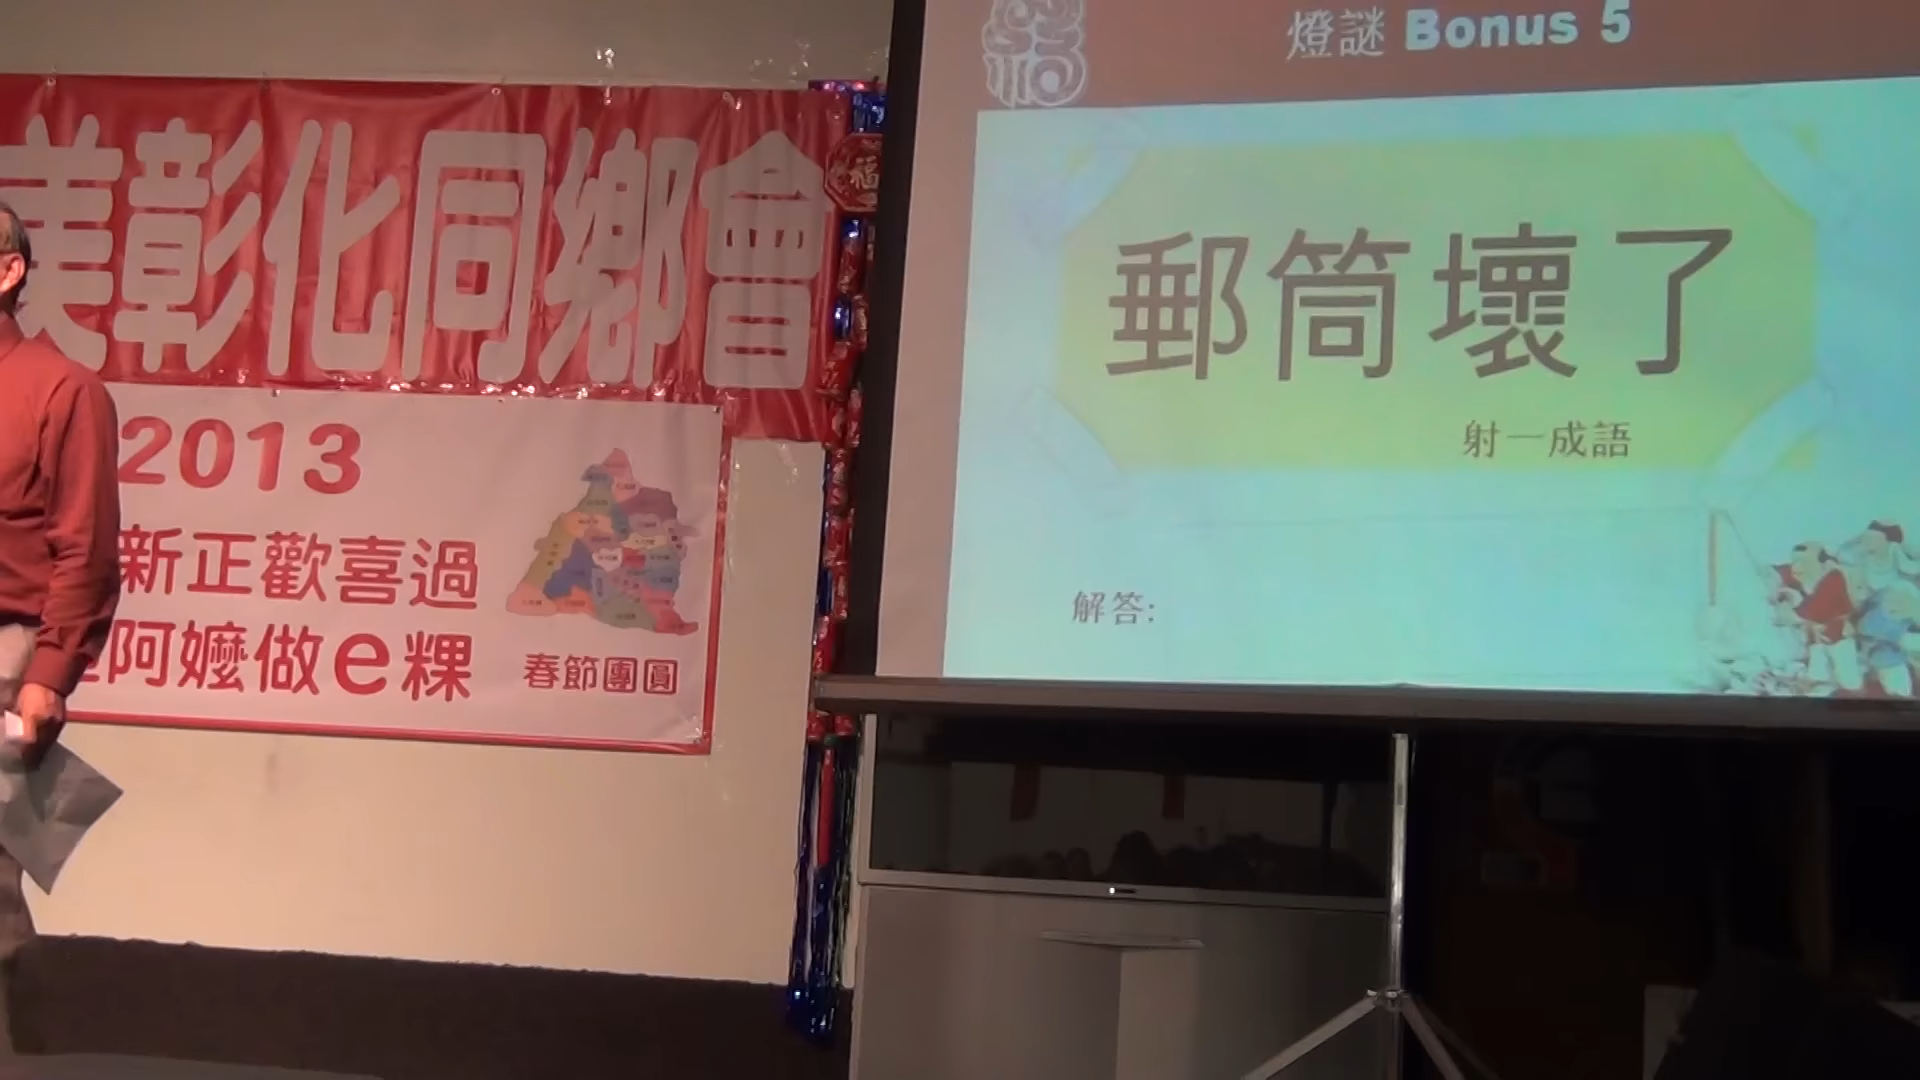 美彰化同鄉會
福
2013
新正歡喜過
阿嬤做e粿
春節團圓
燈謎 Bonus 5
郵筒壞了
射一成語
解答: